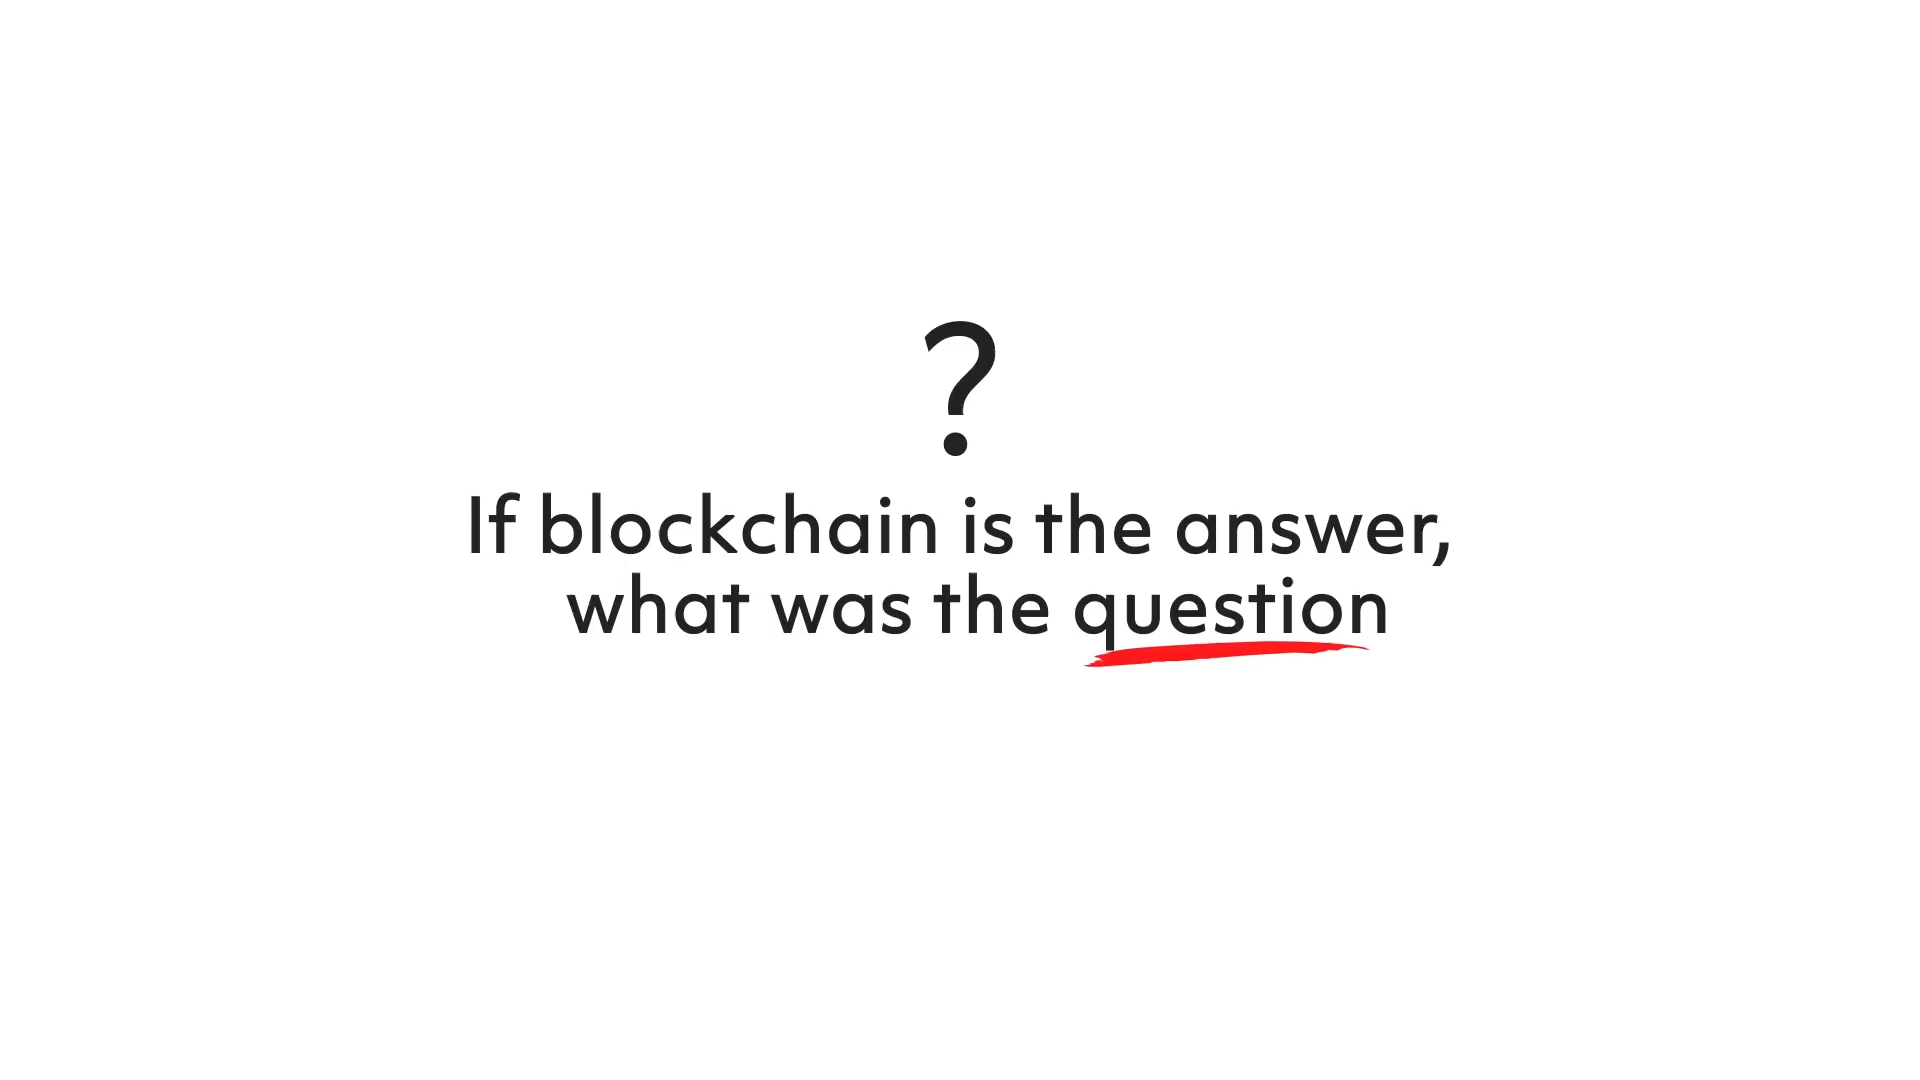 ?
If blockchain is the answer,
what was the question